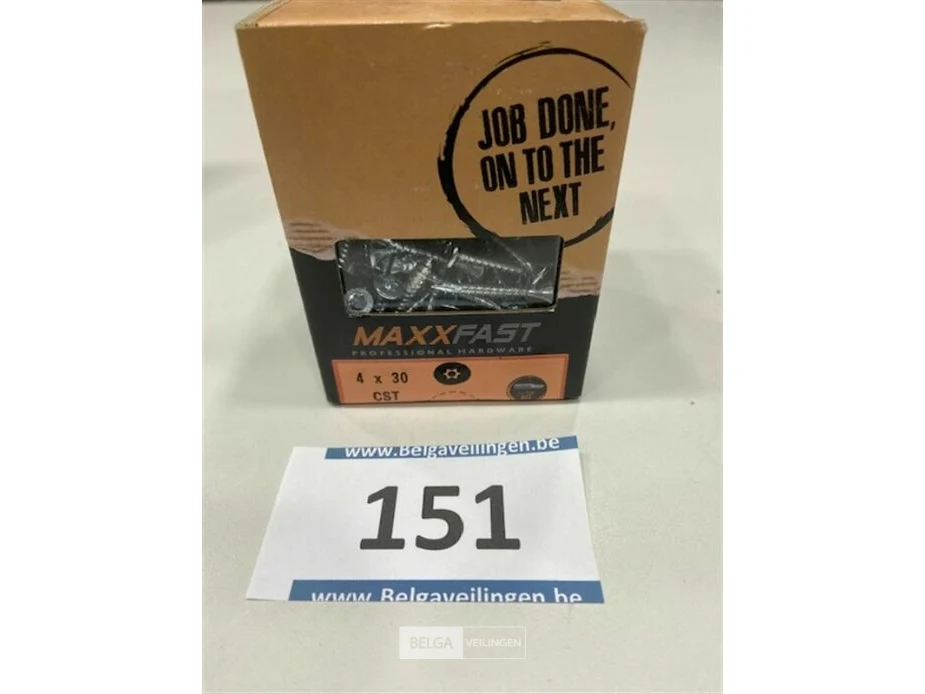 JOB DONE,
ON TO THE
NEXT
MAXXFAST
PROFESSIONAL HARDWARE
4 x 30
CST
www.Belgaveilingen.be
151
www.Belgaveilingen.be
BELGA VEILINGEN